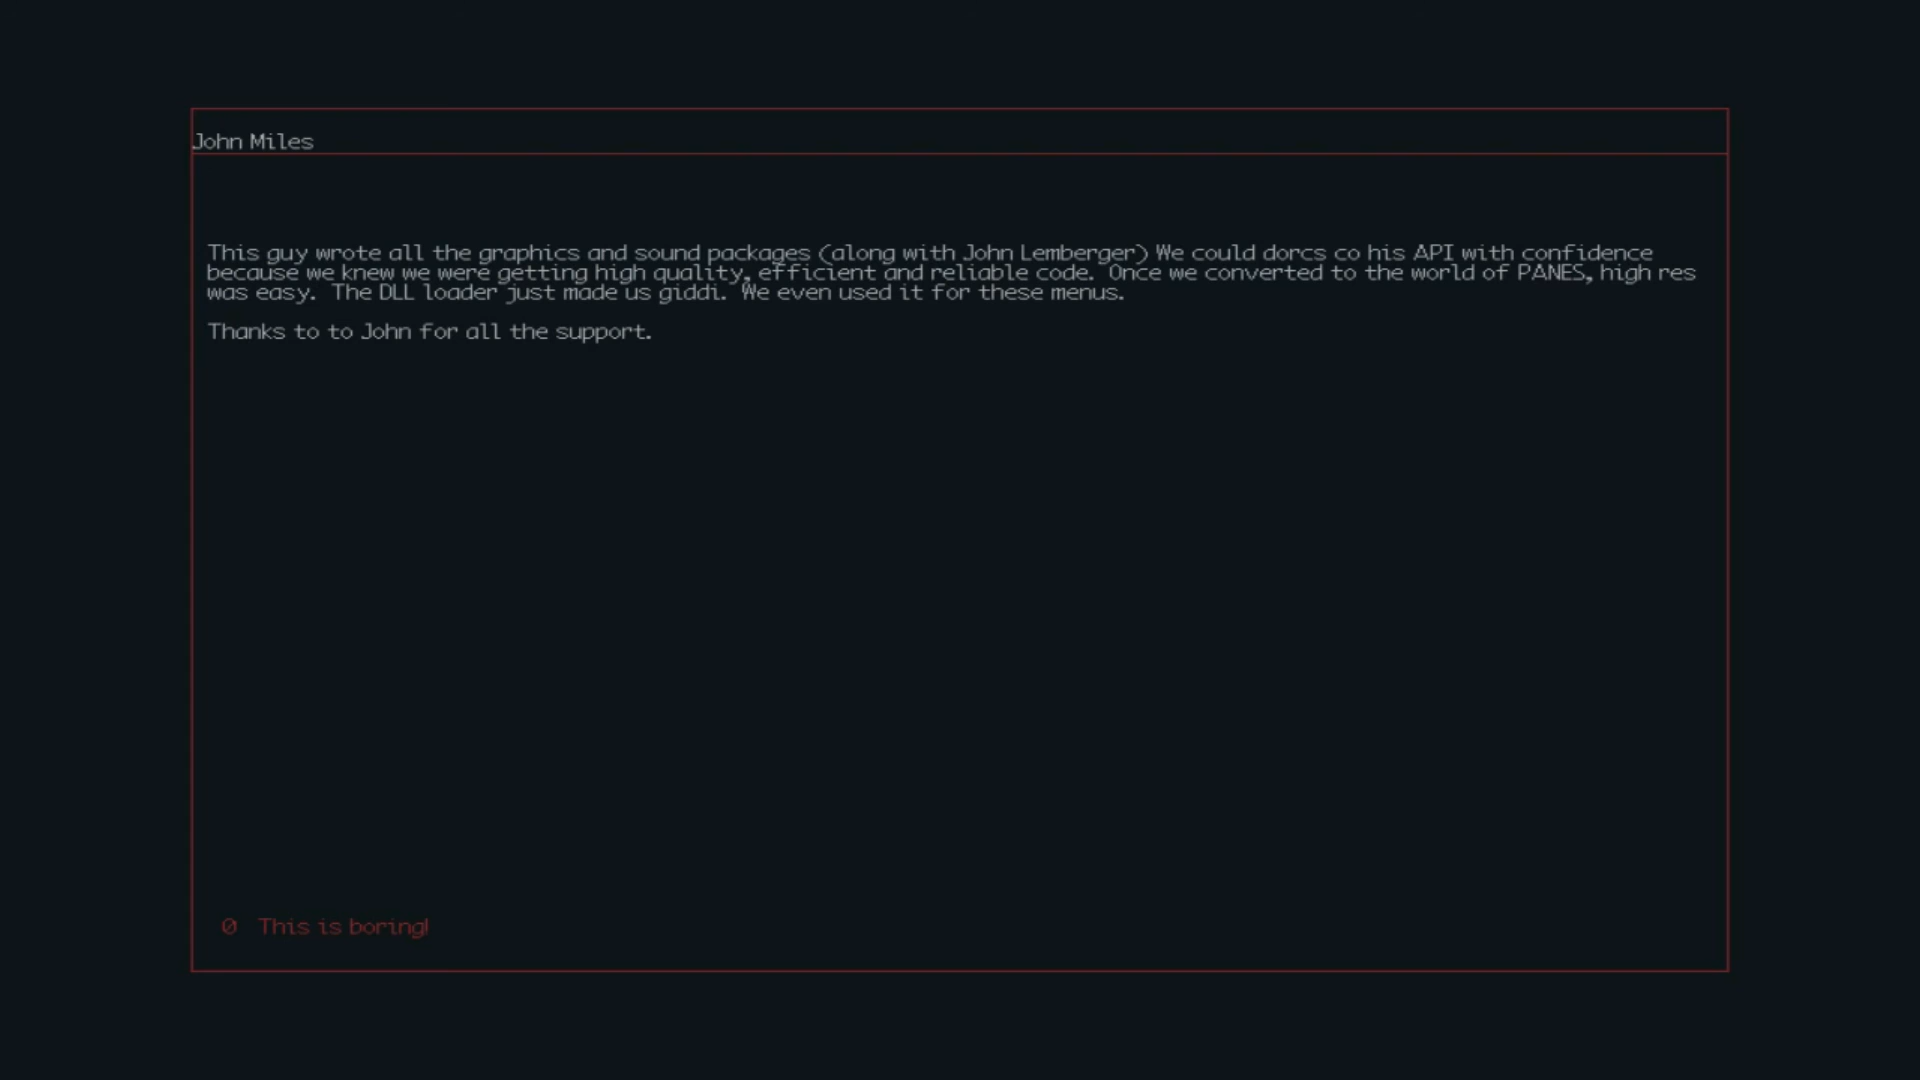 John Miles
This guy wrote all the graphics and sound packages (along with John Lemberger) We could dorcs co his API with confidence
because we knew we were getting high quality, efficient and reliable code.  Once we converted to the world of PANES, high res
was easy.  The DLL loader just made us giddi.  We even used it for these menus.
Thanks to to John for all the support.
0  This is boring!